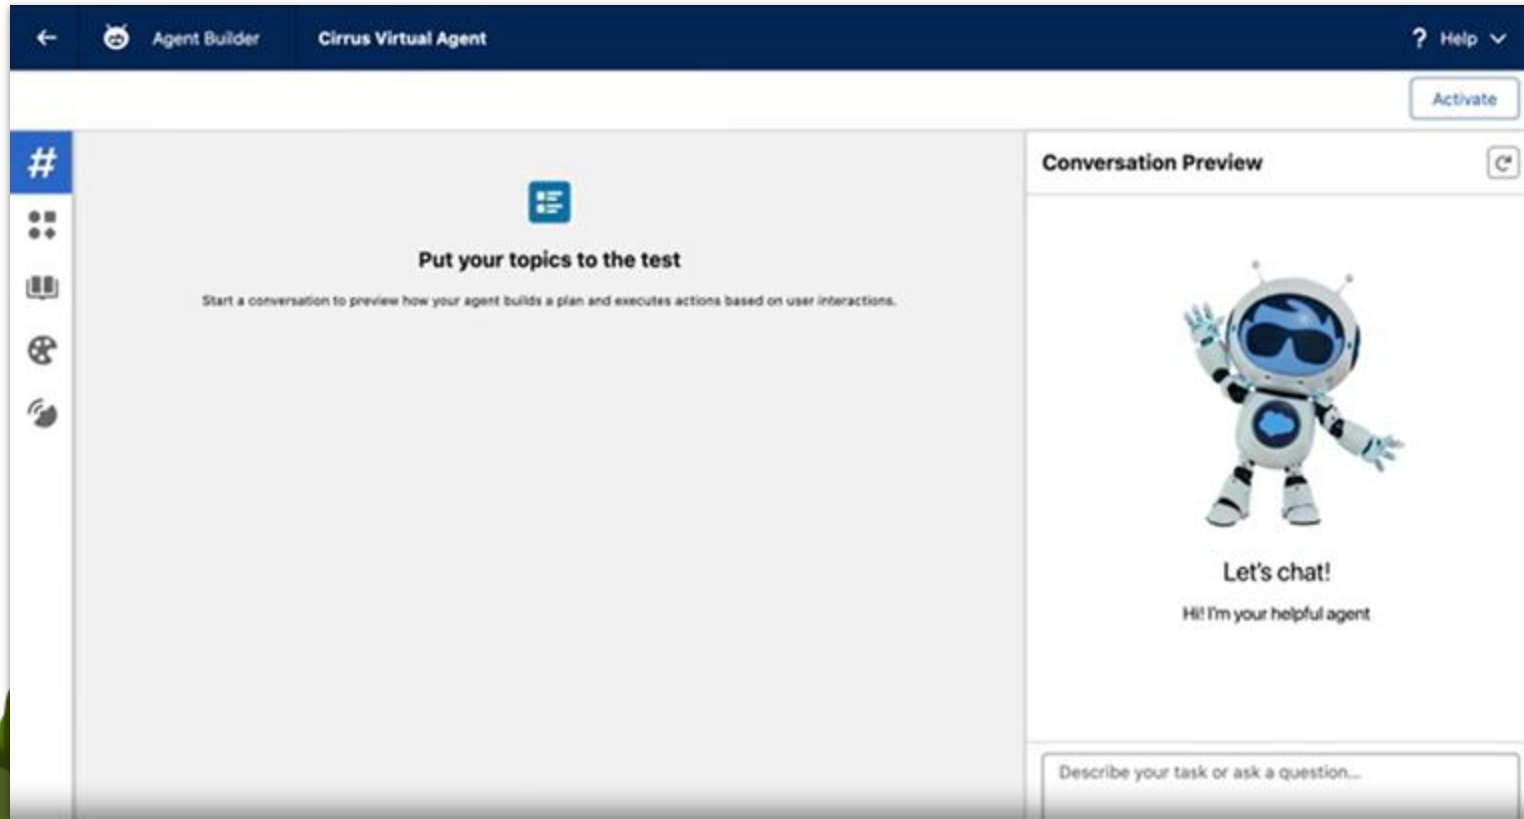 Agent Builder Cirrus Virtual Agent ? Help
Activate
#
Conversation Preview
Put your topics to the test
Start a conversation to preview how your agent builds a plan and executes actions based on user interactions.
Let's chat!
Hi! I'm your helpful agent
Describe your task or ask a question...